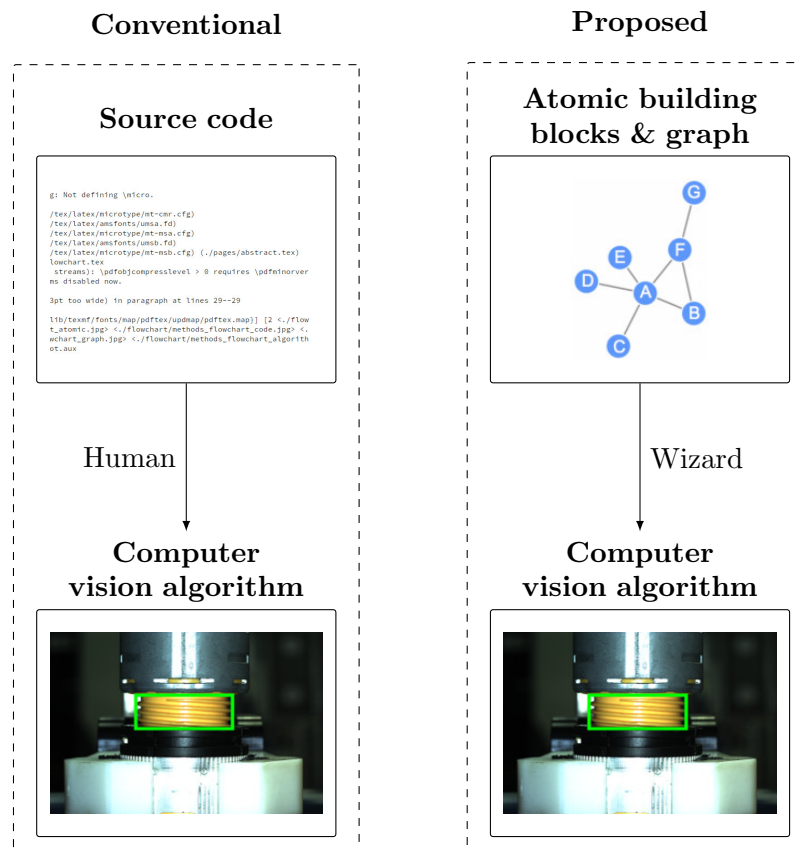 Conventional
Source code
g: Not defining \micro.
/tex/latex/microtype/mt-cmr.cfg)
/tex/latex/amsfonts/umsa.fd)
/tex/latex/microtype/mt-msa.cfg)
/tex/latex/amsfonts/umsb.fd)
/tex/latex/microtype/mt-msb.cfg) (./pages/abstract.tex)
lowchart.tex
streams): \pdfobjcompresslevel > 0 requires \pdfminorver
ms disabled now.
3pt too wide) in paragraph at lines 29--29
lib/texmf/fonts/map/pdftex/updmap/pdftex.map}] [2 <./flow
t_atomic.jpg> <./flowchart/methods_flowchart_code.jpg> <.
wchart_graph.jpg> <./flowchart/methods_flowchart_algorith
ot.aux
Human
Computer
vision algorithm
Proposed
Atomic building
blocks & graph
G
F
E
D
A
B
C
Wizard
Computer
vision algorithm